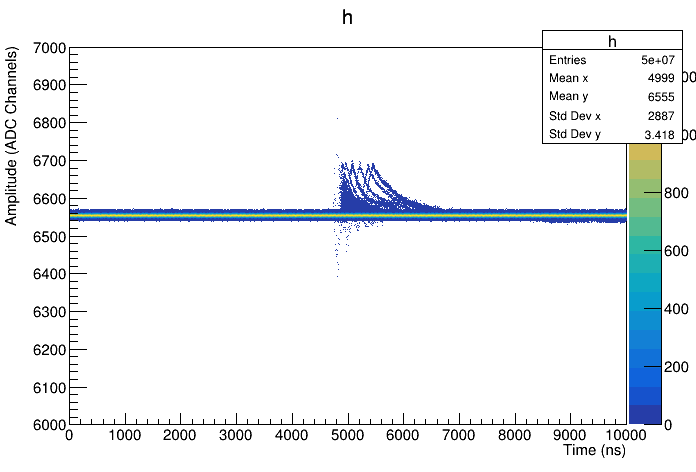 h
h
Entries 5e+07
Mean x 4999
Mean y 6555
Std Dev x 2887
Std Dev y 3.418
Amplitude (ADC Channels)
7000
6900
6800
6700
6600
6500
6400
6300
6200
6100
6000
800
600
400
200
0
0 1000 2000 3000 4000 5000 6000 7000 8000 9000 10000
Time (ns)